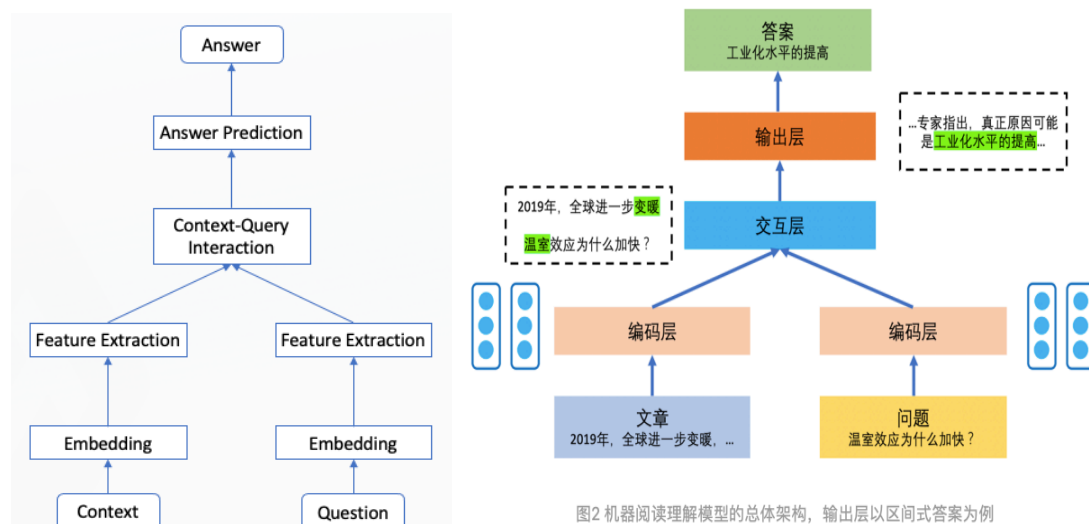 Answer
Answer Prediction
Context-Query
Interaction
Feature Extraction
Feature Extraction
Embedding
Embedding
Context
Question
答案
工业化水平的提高
输出层
...专家指出，真正原因可能
是工业化水平的提高...
2019年，全球进一步变暖
温室效应为什么加快？
交互层
编码层
编码层
文章
2019年，全球进一步变暖，...
问题
温室效应为什么加快？
图2 机器阅读理解模型的总体架构，输出层以区间式答案为例